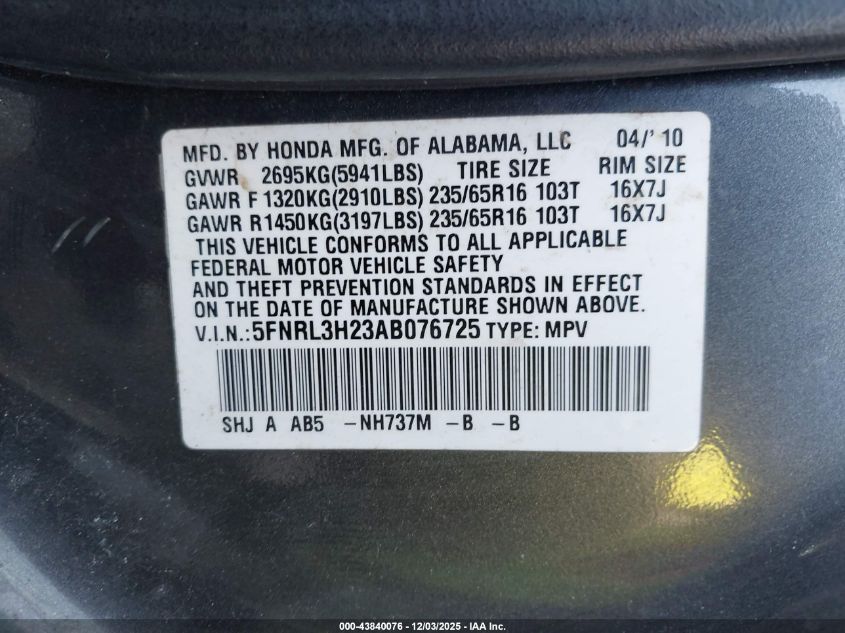 MFD. BY HONDA MFG. OF ALABAMA, LLC 04/'10
GVWR 2695KG(5941LBS) TIRE SIZE RIM SIZE
GAWR F 1320KG(2910LBS) 235/65R16 103T 16X7J
GAWR R1450KG(3197LBS) 235/65R16 103T 16X7J
THIS VEHICLE CONFORMS TO ALL APPLICABLE
FEDERAL MOTOR VEHICLE SAFETY
AND THEFT PREVENTION STANDARDS IN EFFECT
ON THE DATE OF MANUFACTURE SHOWN ABOVE.
V.I.N.:5FNRL3H23AB076725 TYPE: MPV
SHJ A AB5 -NH737M -B -B
000-43840076 - 12/03/2025 - IAA Inc.